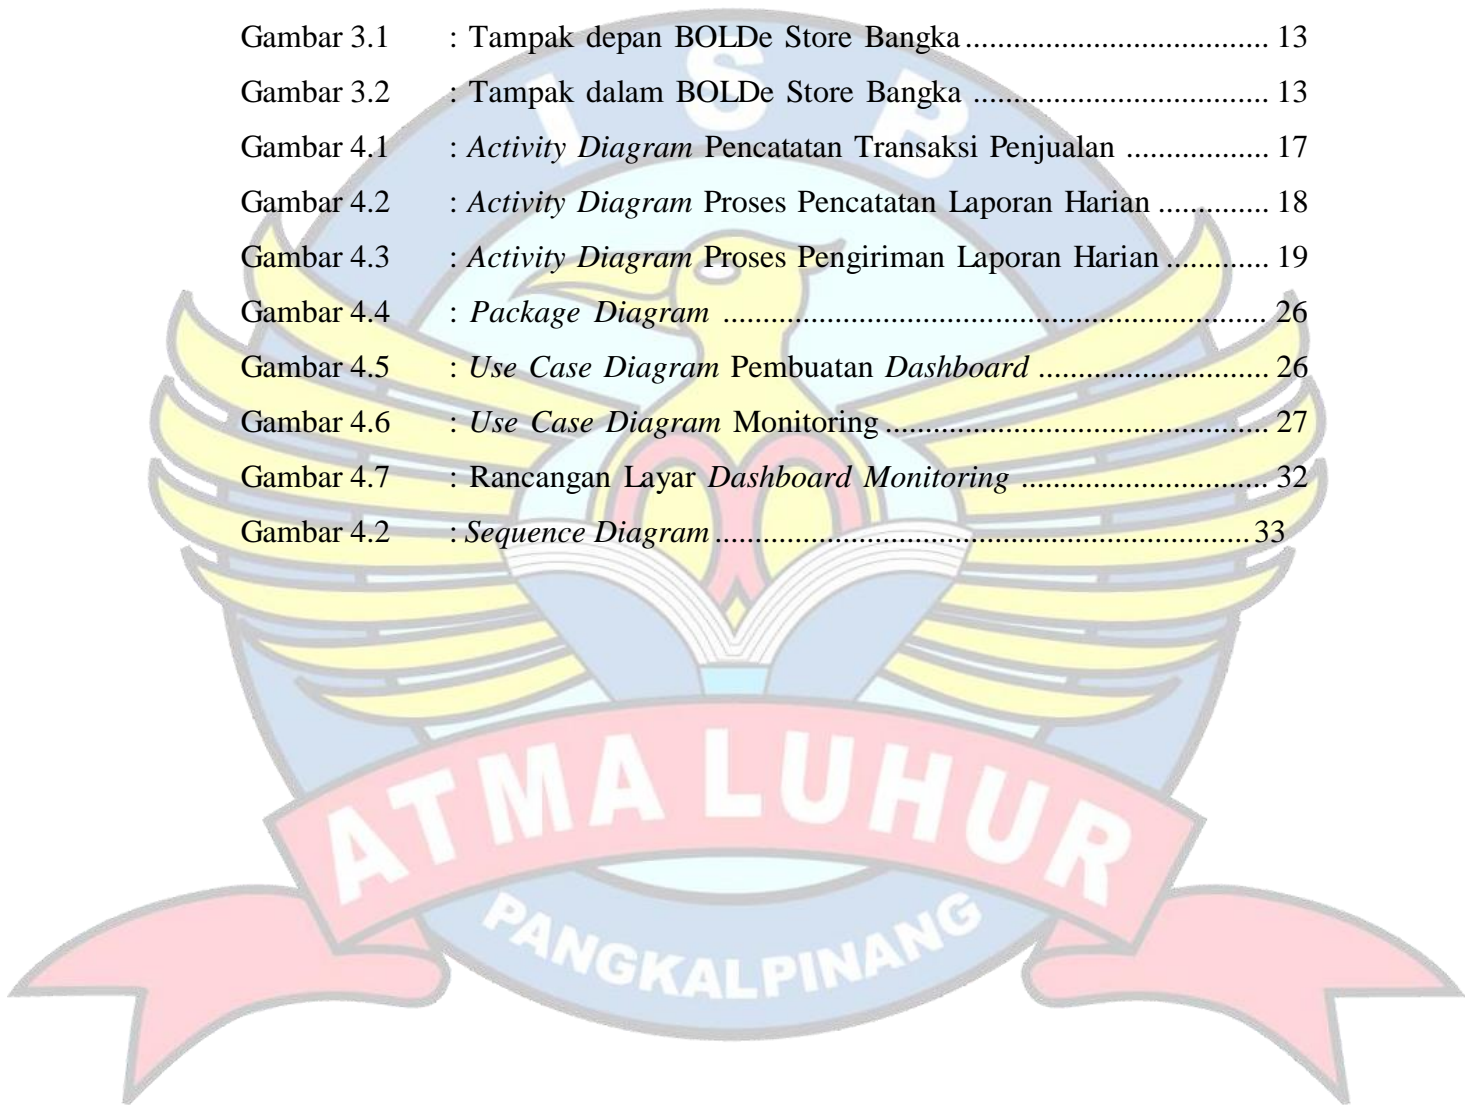 Gambar 3.1 : Tampak depan BOLDe Store Bangka ...................................... 13
Gambar 3.2 : Tampak dalam BOLDe Store Bangka ..................................... 13
Gambar 4.1 : Activity Diagram Pencatatan Transaksi Penjualan .................. 17
Gambar 4.2 : Activity Diagram Proses Pencatatan Laporan Harian .............. 18
Gambar 4.3 : Activity Diagram Proses Pengiriman Laporan Harian ............. 19
Gambar 4.4 : Package Diagram .................................................................... 26
Gambar 4.5 : Use Case Diagram Pembuatan Dashboard ............................. 26
Gambar 4.6 : Use Case Diagram Monitoring ................................................ 27
Gambar 4.7 : Rancangan Layar Dashboard Monitoring ............................... 32
Gambar 4.2 : Sequence Diagram ................................................................... 33
I S B
ATMA LUHUR
PANGKALPINANG